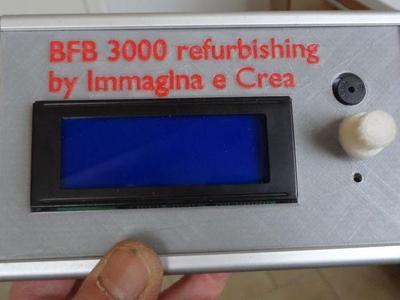 BFB 3000 refurbishing
by Immagina e Crea